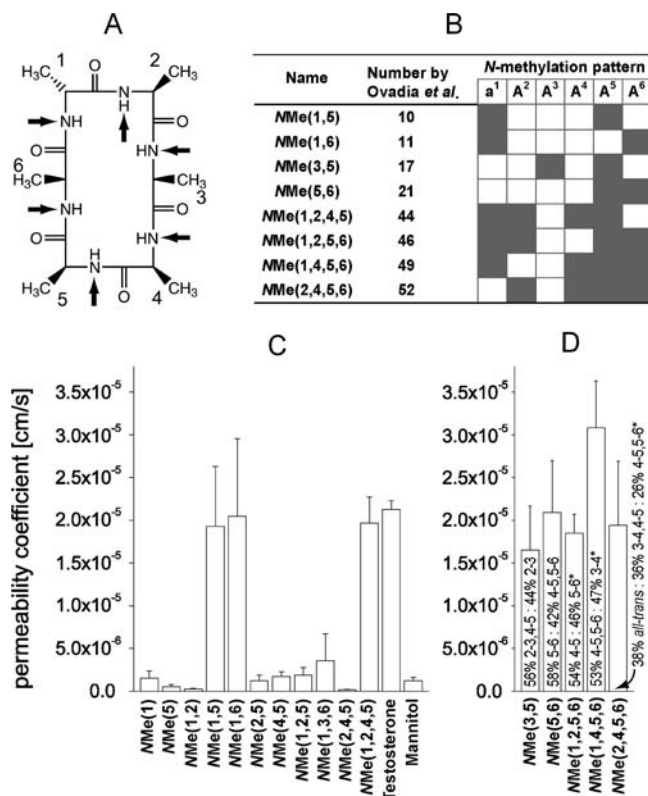 A
B
1
2
H₃C
O
H
N
CH₃
HN
O
O
NH
6
H₃C
CH₃
3
NH
O
O
HN
H₃C
5
N
H
O
4
CH₃
Name
Number by Ovadia et al.
N-methylation pattern
a¹ A² A³ A⁴ A⁵ A⁶
NMe(1,5) 10
NMe(1,6) 11
NMe(3,5) 17
NMe(5,6) 21
NMe(1,2,4,5) 44
NMe(1,2,5,6) 46
NMe(1,4,5,6) 49
NMe(2,4,5,6) 52
C
permeability coefficient [cm/s]
3.5x10⁻⁵
3.0x10⁻⁵
2.5x10⁻⁵
2.0x10⁻⁵
1.5x10⁻⁵
1.0x10⁻⁵
5.0x10⁻⁶
0.0
NMe(1)
NMe(5)
NMe(1,2)
NMe(1,5)
NMe(1,6)
NMe(2,5)
NMe(4,5)
NMe(1,2,5)
NMe(1,3,6)
NMe(2,4,5)
NMe(1,2,4,5)
Testosterone
Mannitol
D
3.5x10⁻⁵
3.0x10⁻⁵
2.5x10⁻⁵
2.0x10⁻⁵
1.5x10⁻⁵
1.0x10⁻⁵
5.0x10⁻⁶
0.0
56% 2-3,4-5 : 44% 2-3
58% 5-6 : 42% 4-5,5-6
54% 4-5 : 46% 5-6*
53% 4-5,5-6 : 47% 3-4*
38% all-trans : 36% 3-4,4-5 : 26% 4-5,5-6*
NMe(3,5)
NMe(5,6)
NMe(1,2,5,6)
NMe(1,4,5,6)
NMe(2,4,5,6)